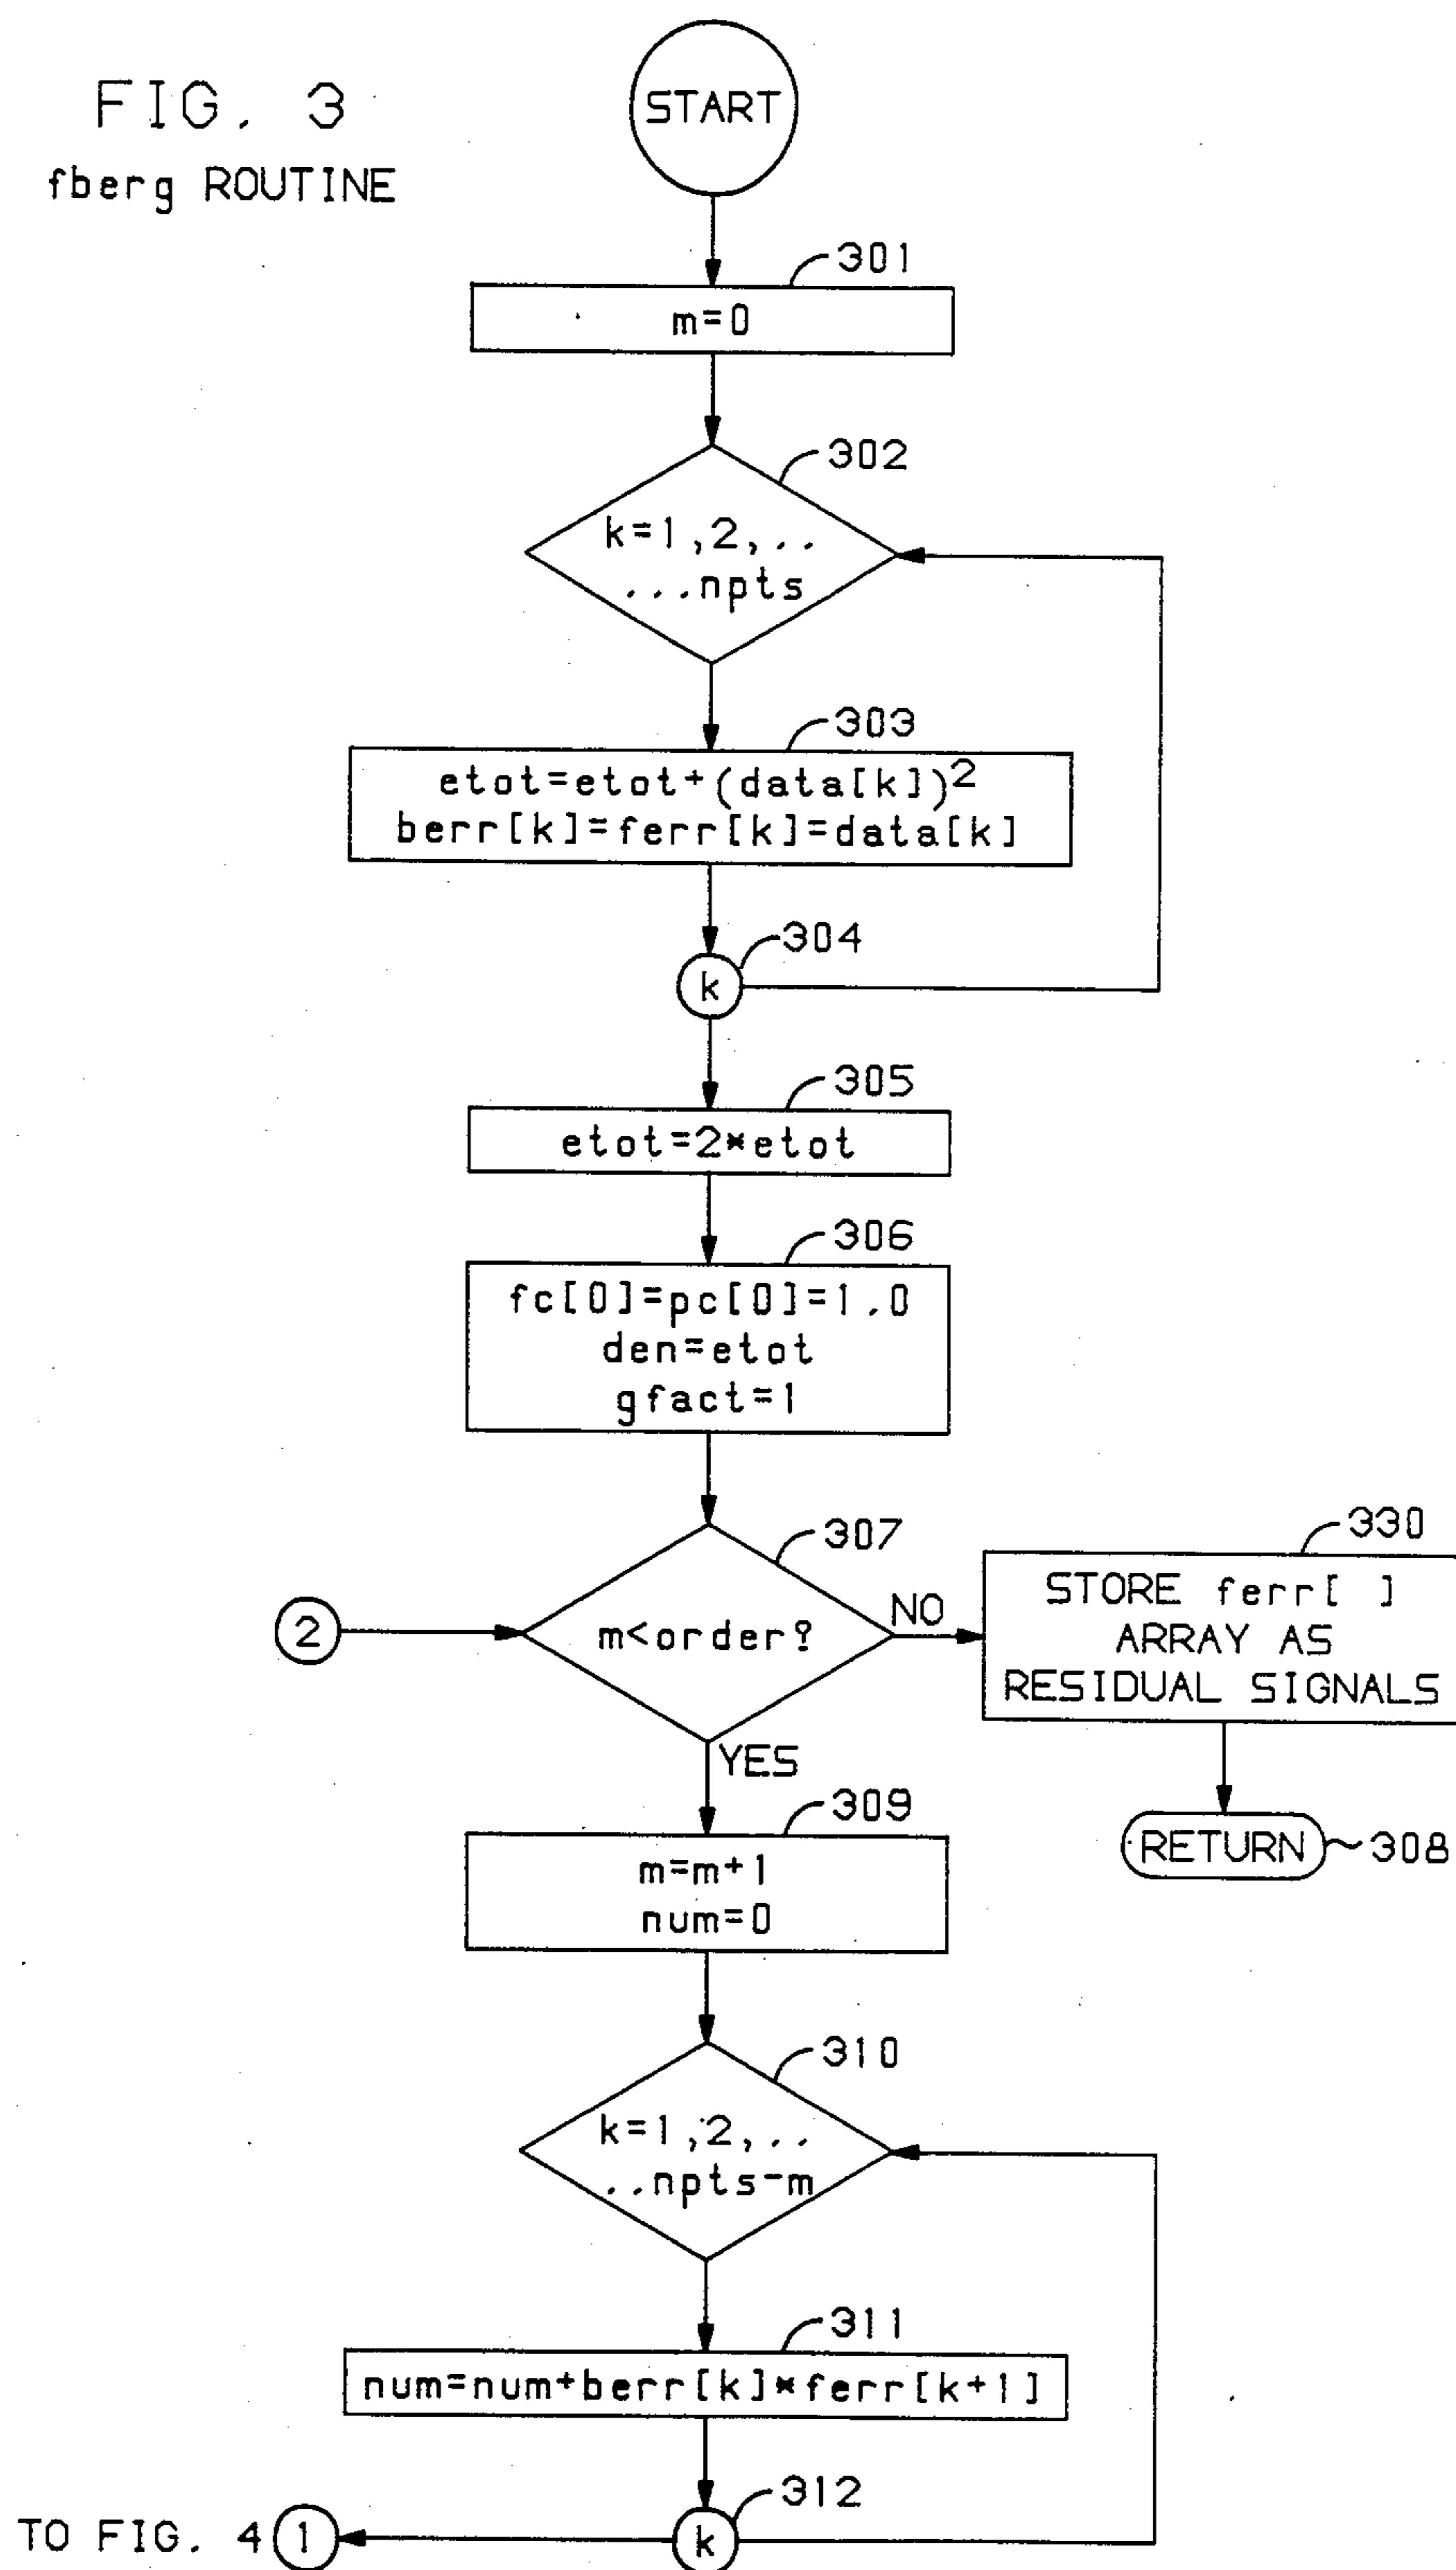 FIG. 3
fberg ROUTINE
START
301
m=0
302
k=1,2,..
...npts
303
etot=etot+(data[k])²
berr[k]=ferr[k]=data[k]
304
k
305
etot=2*etot
306
fc[0]=pc[0]=1.0
den=etot
gfact=1
307
2
m<order?
NO
330
STORE ferr[ ]
ARRAY AS
RESIDUAL SIGNALS
RETURN
308
YES
309
m=m+1
num=0
310
k=1,2,..
..npts-m
311
num=num+berr[k]*ferr[k+1]
312
k
TO FIG. 4 1